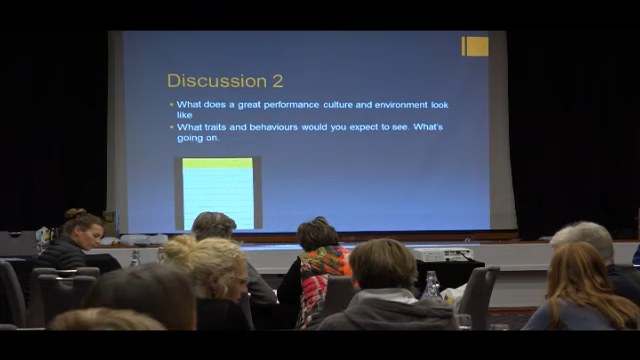 Discussion 2
What does a great performance culture and environment look
like
What traits and behaviours would you expect to see. What's
going on.